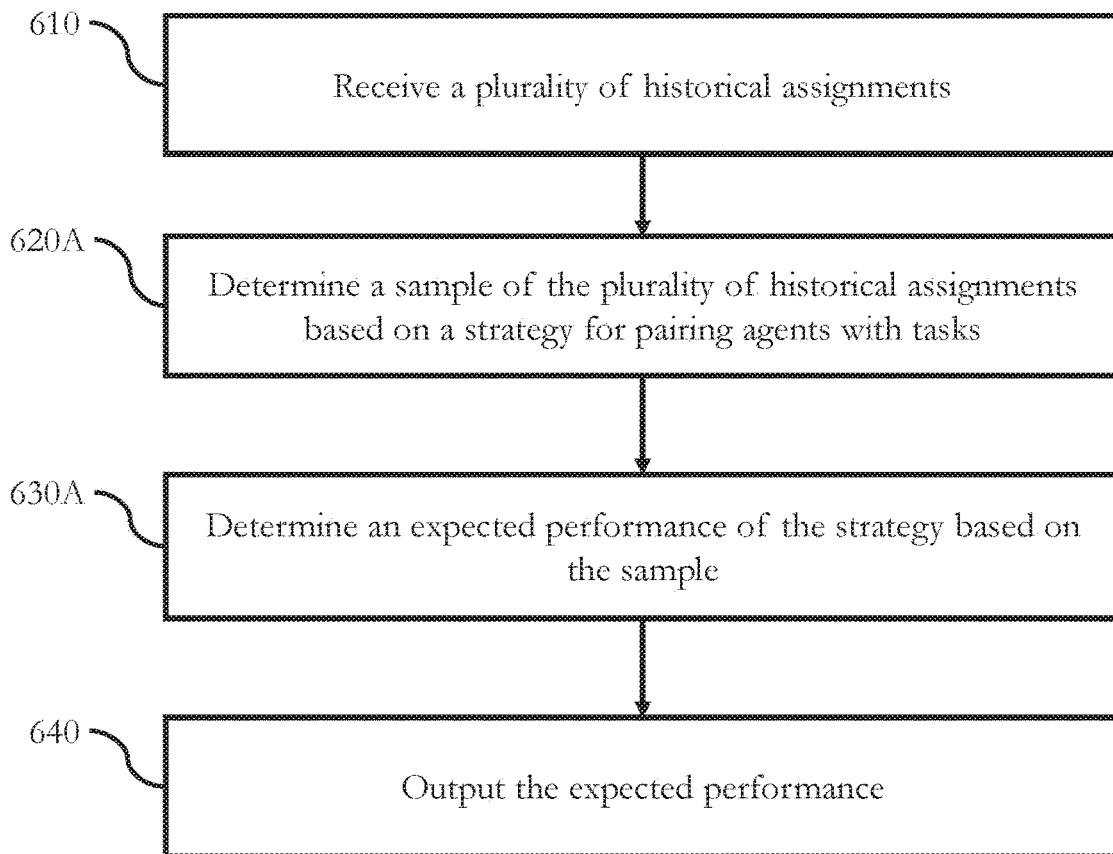 610
Receive a plurality of historical assignments
620A
Determine a sample of the plurality of historical assignments
based on a strategy for pairing agents with tasks
630A
Determine an expected performance of the strategy based on
the sample
640
Output the expected performance